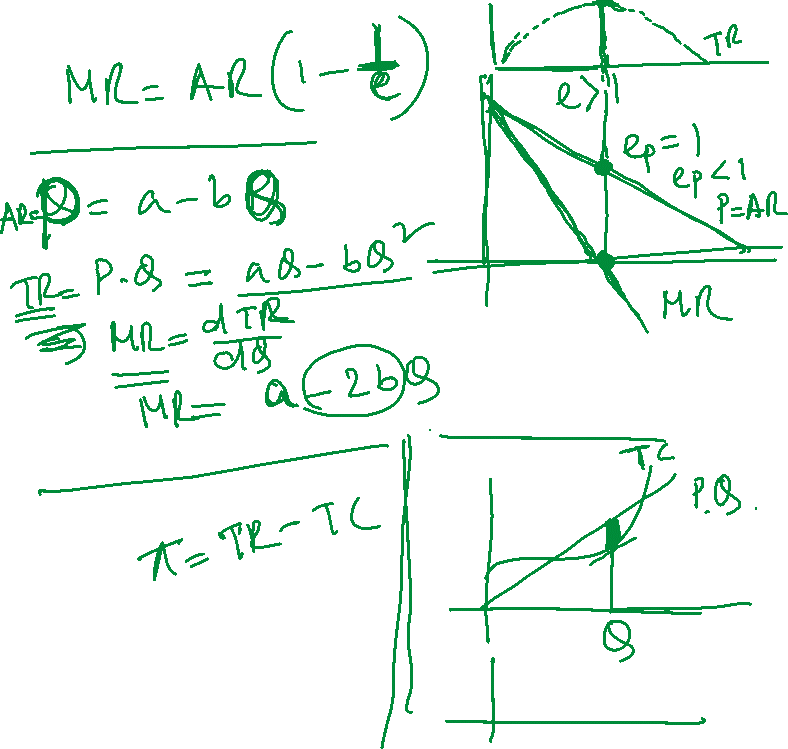 MR = AR (1 - 1/e)
AR = P = a - bQ
TR = P.Q = aQ - bQ²
⇒ MR = dTR/dQ
MR = a - 2bQ
π = TR - TC
TR
e > 1
ep = 1
ep < 1
P = AR
MR
TC
P.Q
Q